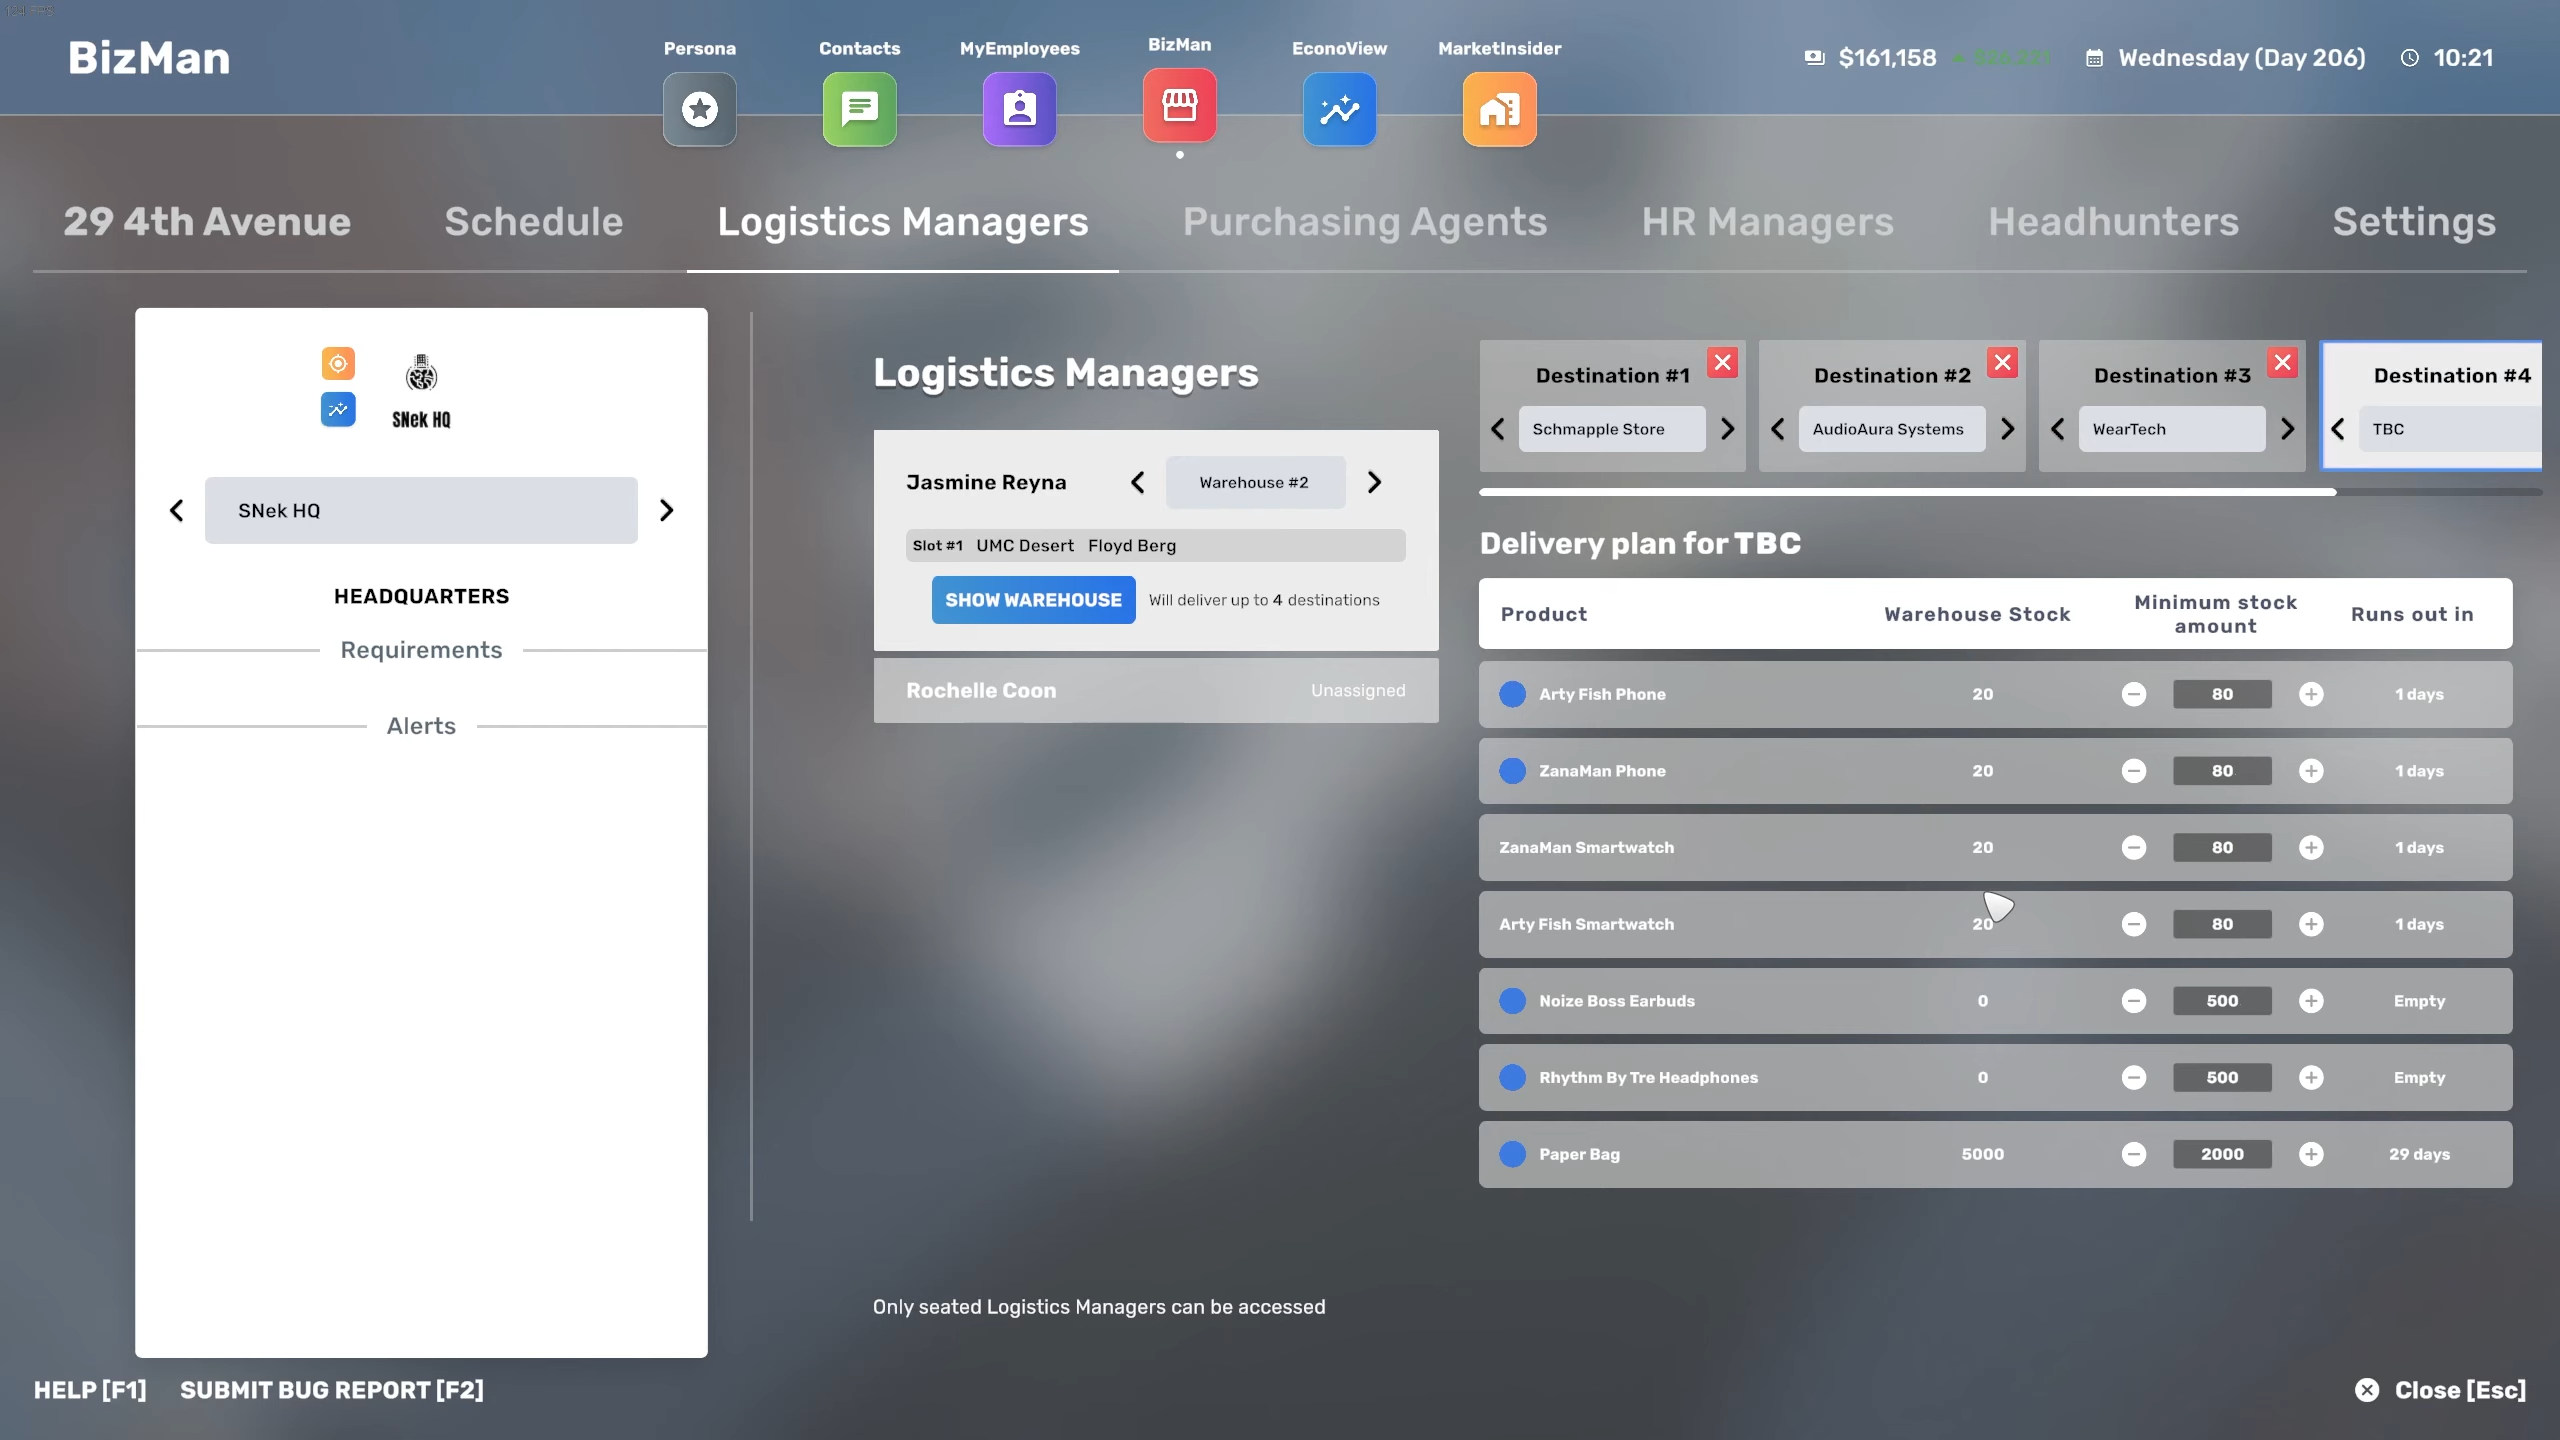 BizMan
Persona
Contacts
MyEmployees
BizMan
EconoView
MarketInsider
$161,158
Wednesday (Day 206)
10:21
29 4th Avenue
Schedule
Logistics Managers
Purchasing Agents
HR Managers
Headhunters
Settings
SNek HQ
SNek HQ
HEADQUARTERS
Requirements
Alerts
Logistics Managers
Jasmine Reyna
Warehouse #2
Slot #1 UMC Desert Floyd Berg
SHOW WAREHOUSE
Will deliver up to 4 destinations
Rochelle Coon
Unassigned
Only seated Logistics Managers can be accessed
Destination #1
Schmapple Store
Destination #2
AudioAura Systems
Destination #3
WearTech
Destination #4
TBC
Delivery plan for TBC
Product
Warehouse Stock
Minimum stock
amount
Runs out in
Arty Fish Phone 20 80 1 days
ZanaMan Phone 20 80 1 days
ZanaMan Smartwatch 20 80 1 days
Arty Fish Smartwatch 20 80 1 days
Noize Boss Earbuds 0 500 Empty
Rhythm By Tre Headphones 0 500 Empty
Paper Bag 5000 2000 29 days
HELP [F1]
SUBMIT BUG REPORT [F2]
Close [Esc]